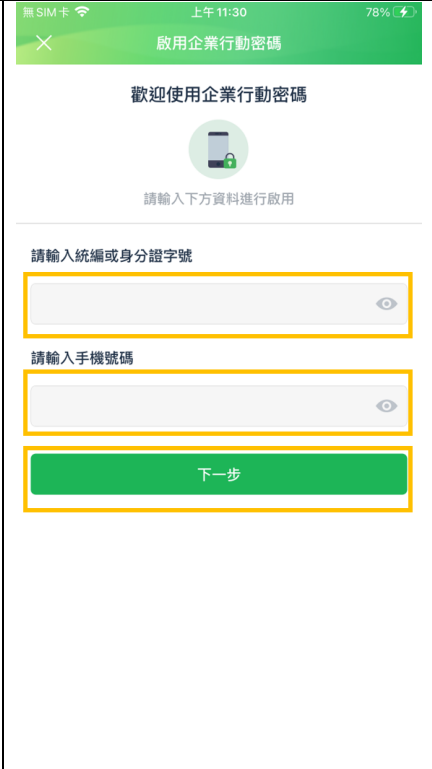 無SIM卡 上午11:30 78%
啟用企業行動密碼
歡迎使用企業行動密碼
請輸入下方資料進行啟用
請輸入統編或身分證字號
請輸入手機號碼
下一步